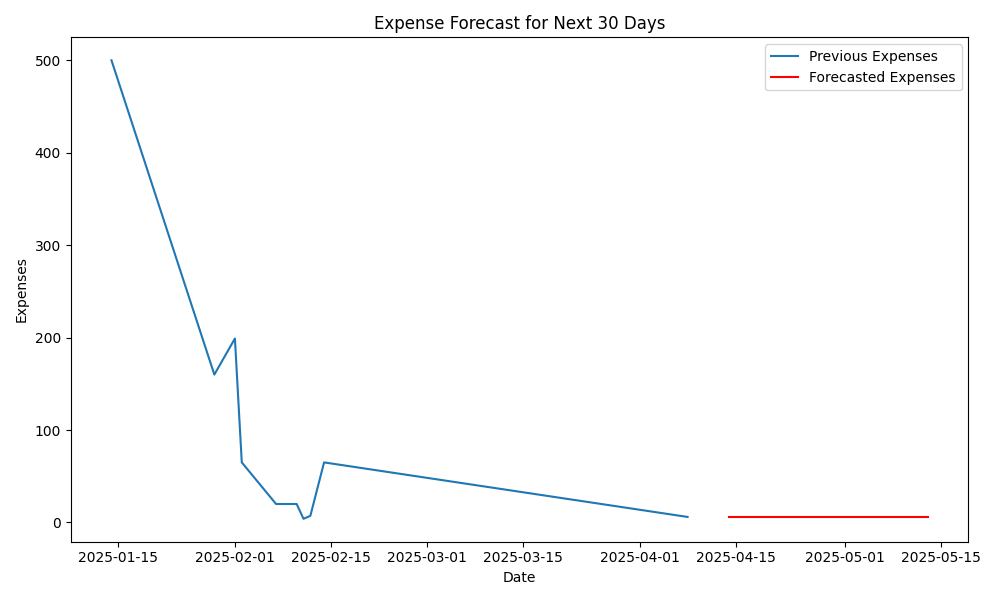 Expense Forecast for Next 30 Days
Previous Expenses
Forecasted Expenses
500
400
300
200
100
0
Expenses
2025-01-15 2025-02-01 2025-02-15 2025-03-01 2025-03-15 2025-04-01 2025-04-15 2025-05-01 2025-05-15
Date